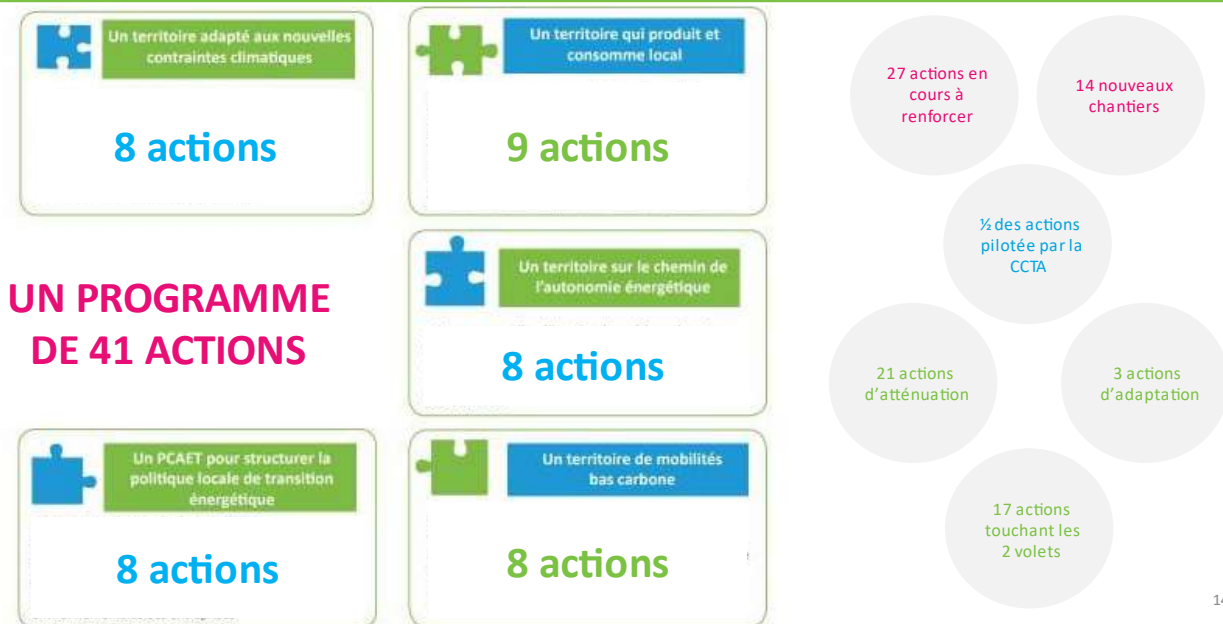 Un territoire adapté aux nouvelles
contraintes climatiques
8 actions
Un territoire qui produit et
consomme local
9 actions
UN PROGRAMME
DE 41 ACTIONS
Un territoire sur le chemin de
l'autonomie énergétique
8 actions
Un PCAET pour structurer la
politique locale de transition
énergétique
8 actions
Un territoire de mobilités
bas carbone
8 actions
27 actions en
cours à
renforcer
14 nouveaux
chantiers
½ des actions
pilotée par la
CCTA
21 actions
d'atténuation
3 actions
d'adaptation
17 actions
touchant les
2 volets
14